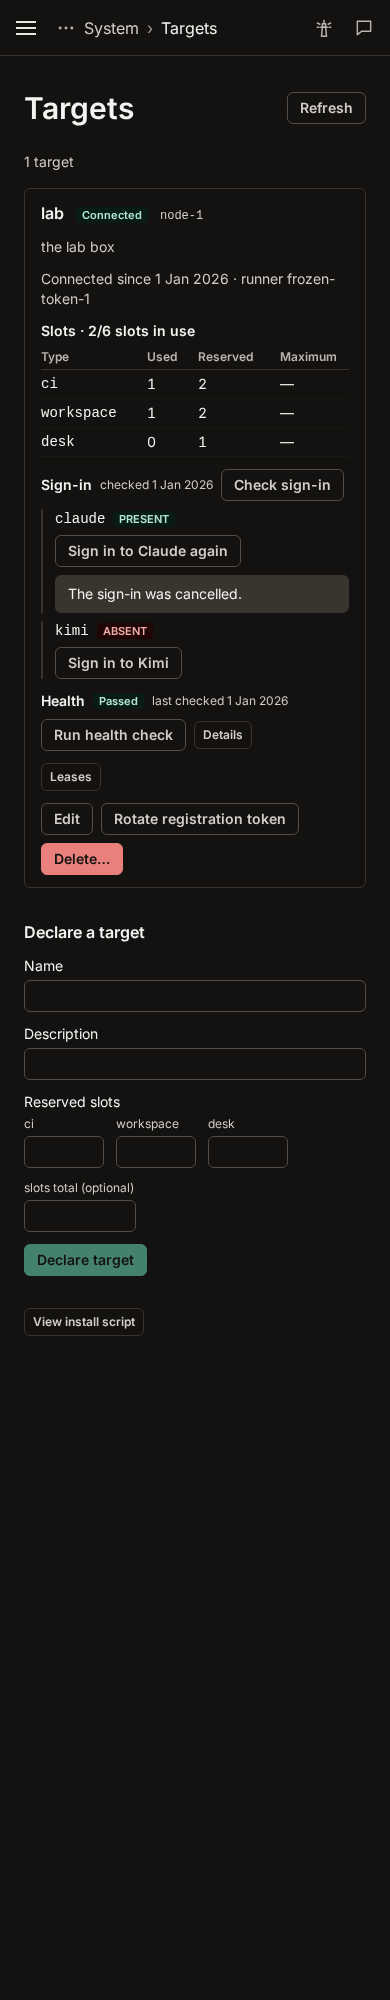 ··· System › Targets
Targets
Refresh
1 target
lab Connected node-1
the lab box
Connected since 1 Jan 2026 · runner frozen-
token-1
Slots · 2/6 slots in use
Type Used Reserved Maximum
ci 1 2 —
workspace 1 2 —
desk 0 1 —
Sign-in checked 1 Jan 2026 Check sign-in
claude PRESENT
Sign in to Claude again
The sign-in was cancelled.
kimi ABSENT
Sign in to Kimi
Health Passed last checked 1 Jan 2026
Run health check Details
Leases
Edit Rotate registration token
Delete…
Declare a target
Name
Description
Reserved slots
ci workspace desk
slots total (optional)
Declare target
View install script